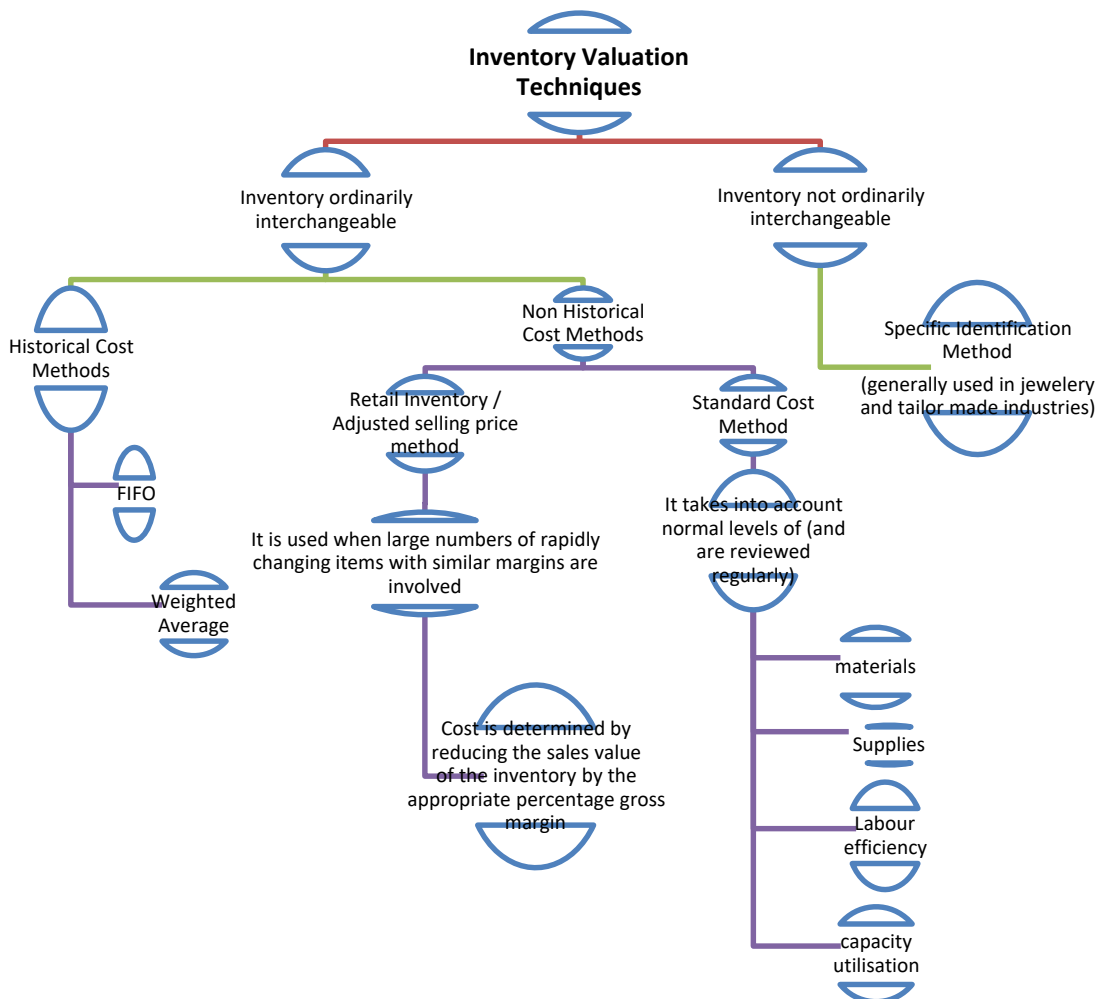 Inventory Valuation
Techniques
Inventory ordinarily
interchangeable
Inventory not ordinarily
interchangeable
Historical Cost
Methods
FIFO
Weighted
Average
Non Historical
Cost Methods
Retail Inventory /
Adjusted selling price
method
It is used when large numbers of rapidly
changing items with similar margins are
involved
Cost is determined by
reducing the sales value
of the inventory by the
appropriate percentage gross
margin
Standard Cost
Method
It takes into account
normal levels of (and
are reviewed
regularly)
materials
Supplies
Labour
efficiency
capacity
utilisation
Specific Identification
Method
(generally used in jewelery
and tailor made industries)